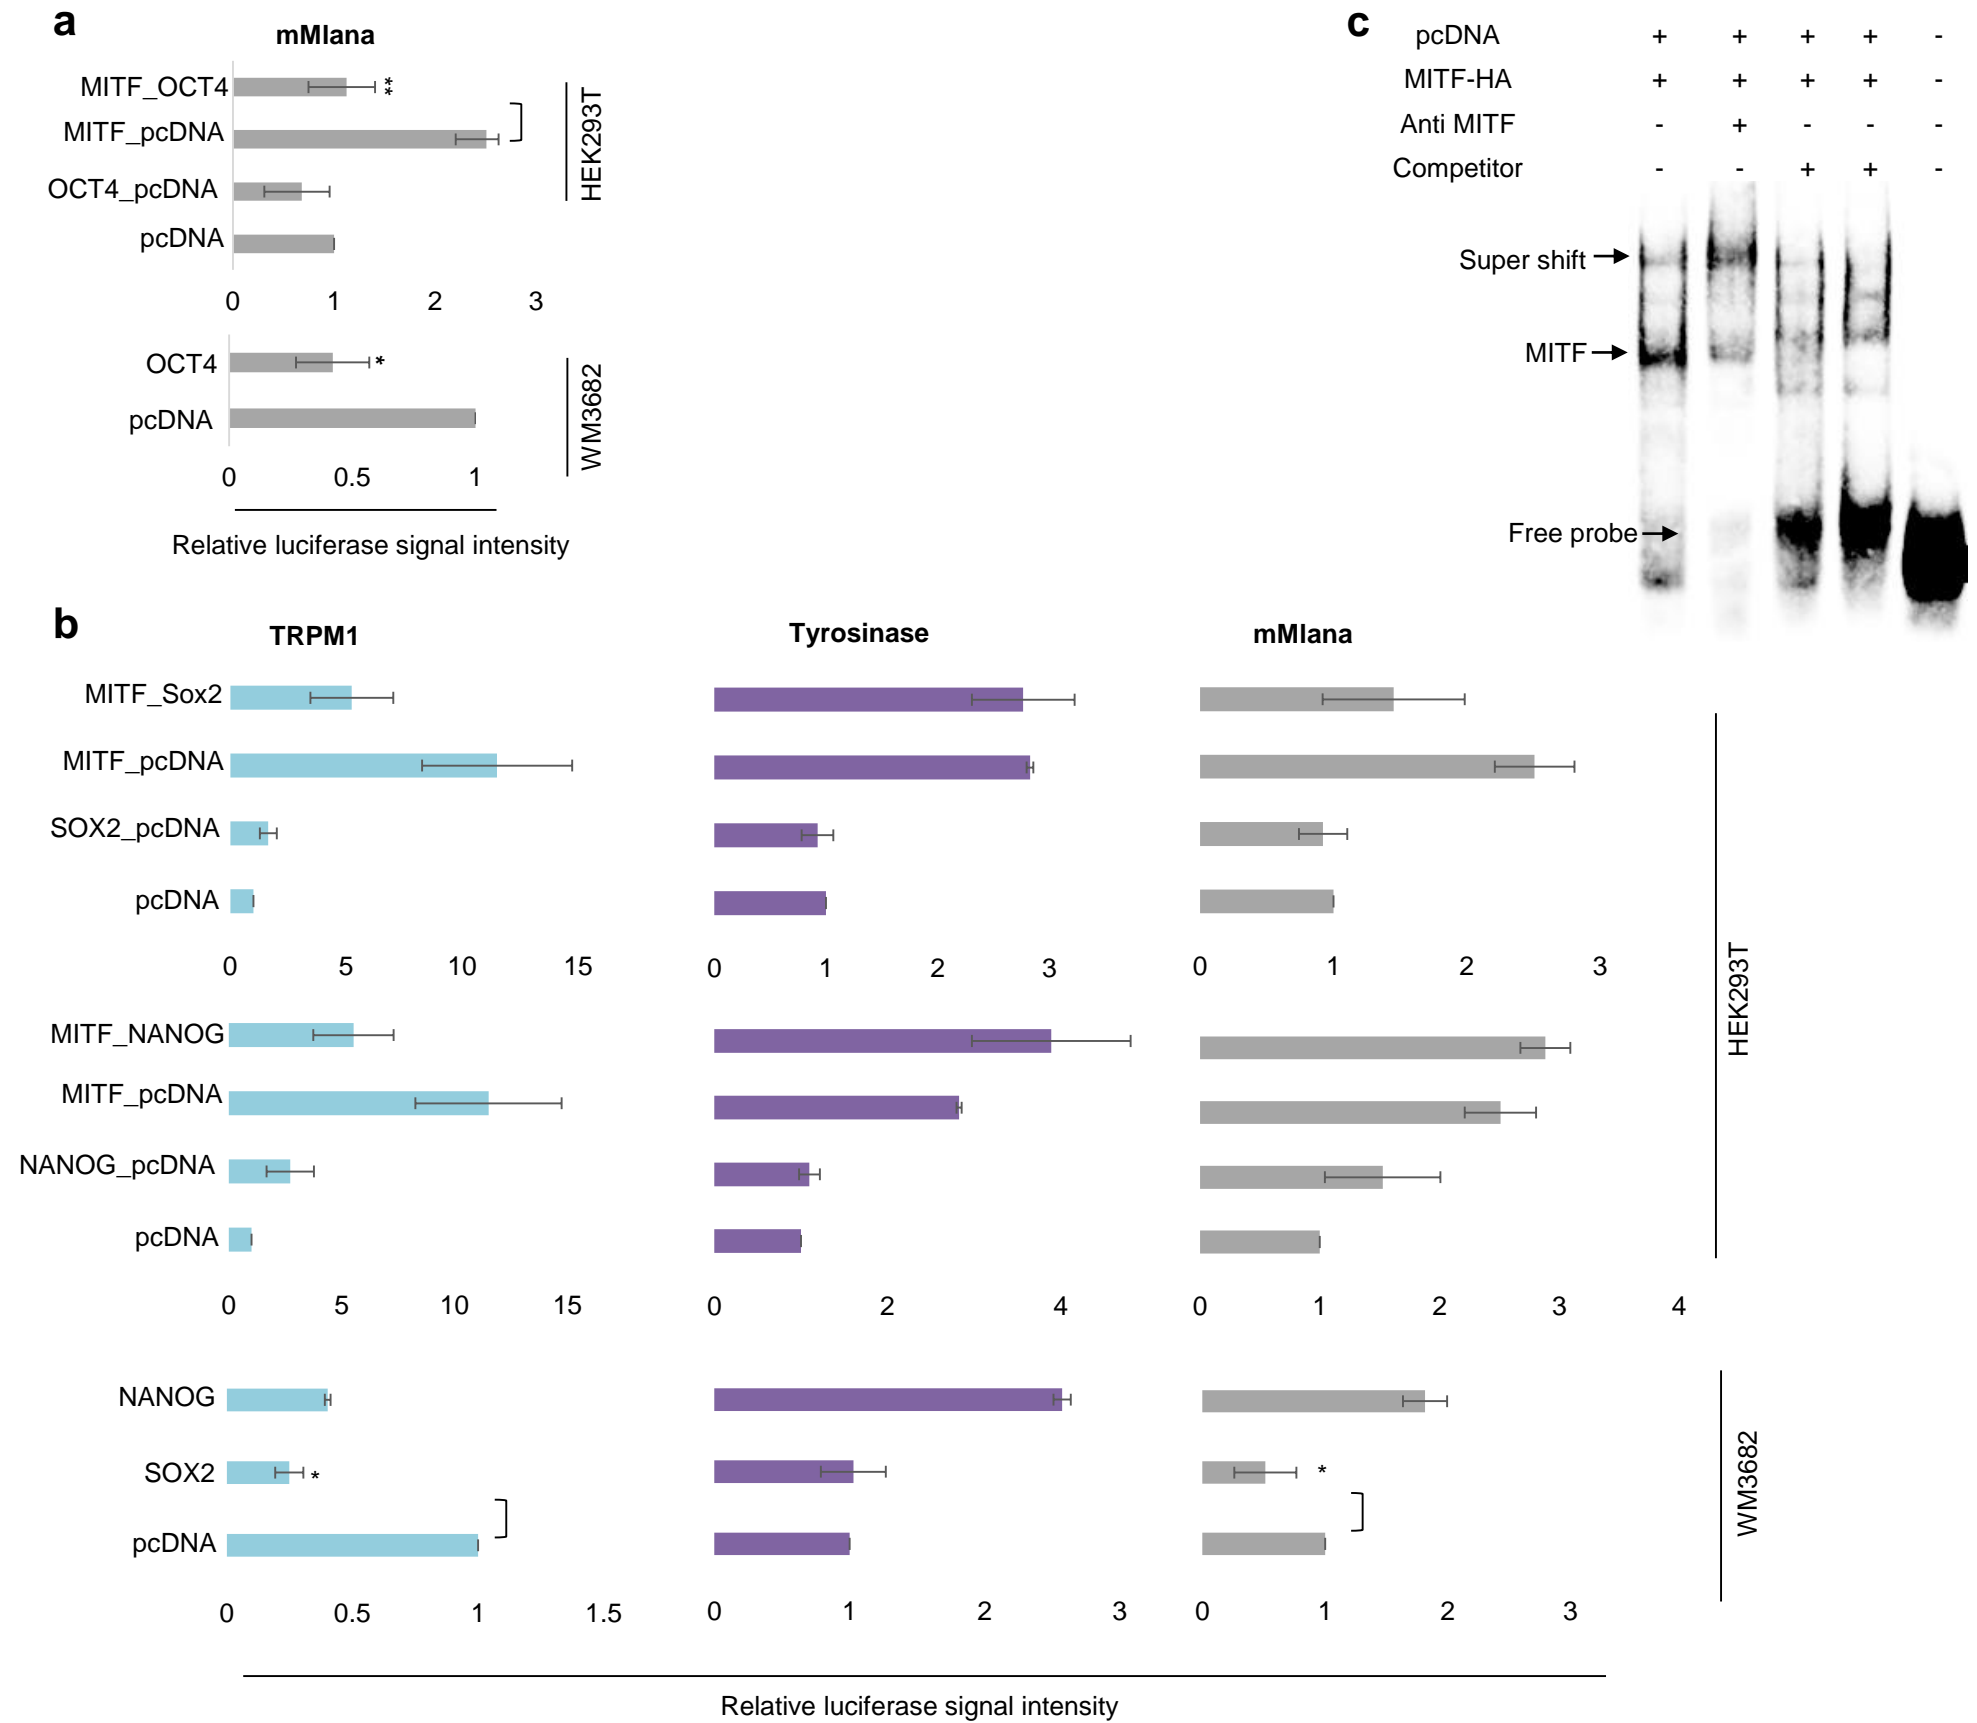 a
mMlana
MITF_OCT4
**
MITF_pcDNA
OCT4_pcDNA
pcDNA
0 1 2 3
HEK293T
OCT4
*
pcDNA
0 0.5 1
WM3682
Relative luciferase signal intensity
c
pcDNA + + + + -
MITF-HA + + + + -
Anti MITF - + - - -
Competitor - - + + -
Super shift
MITF
Free probe
b
TRPM1 Tyrosinase mMlana
MITF_Sox2
MITF_pcDNA
SOX2_pcDNA
pcDNA
0 5 10 15 0 1 2 3 0 1 2 3
MITF_NANOG
MITF_pcDNA
NANOG_pcDNA
pcDNA
0 5 10 15 0 2 4 0 1 2 3 4
HEK293T
NANOG
SOX2 * *
pcDNA
0 0.5 1 1.5 0 1 2 3 0 1 2 3
WM3682
Relative luciferase signal intensity